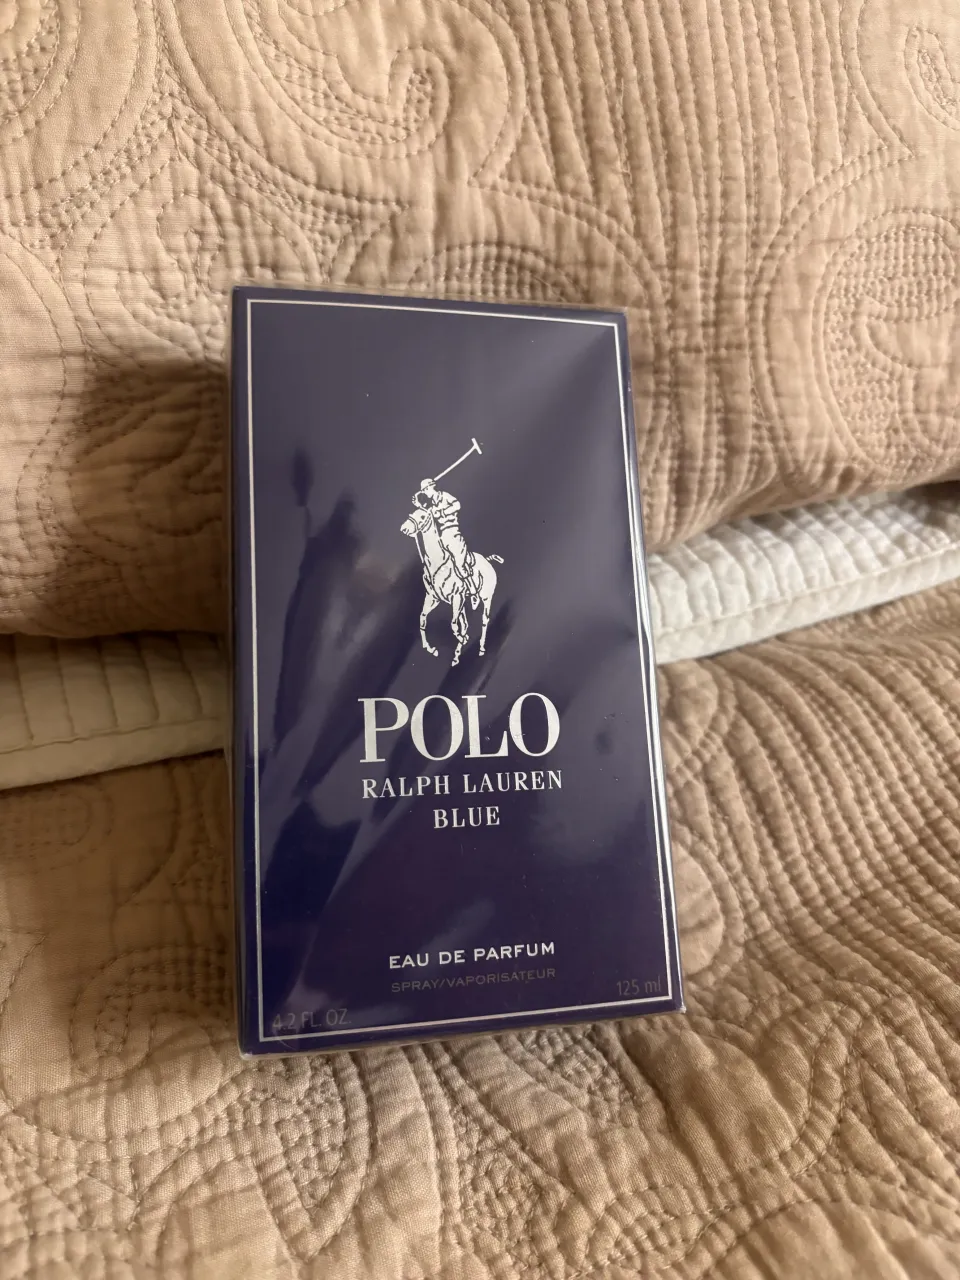 POLO
RALPH LAUREN
BLUE
EAU DE PARFUM
SPRAY/VAPORISATEUR
4.2 FL. OZ.
125 ml